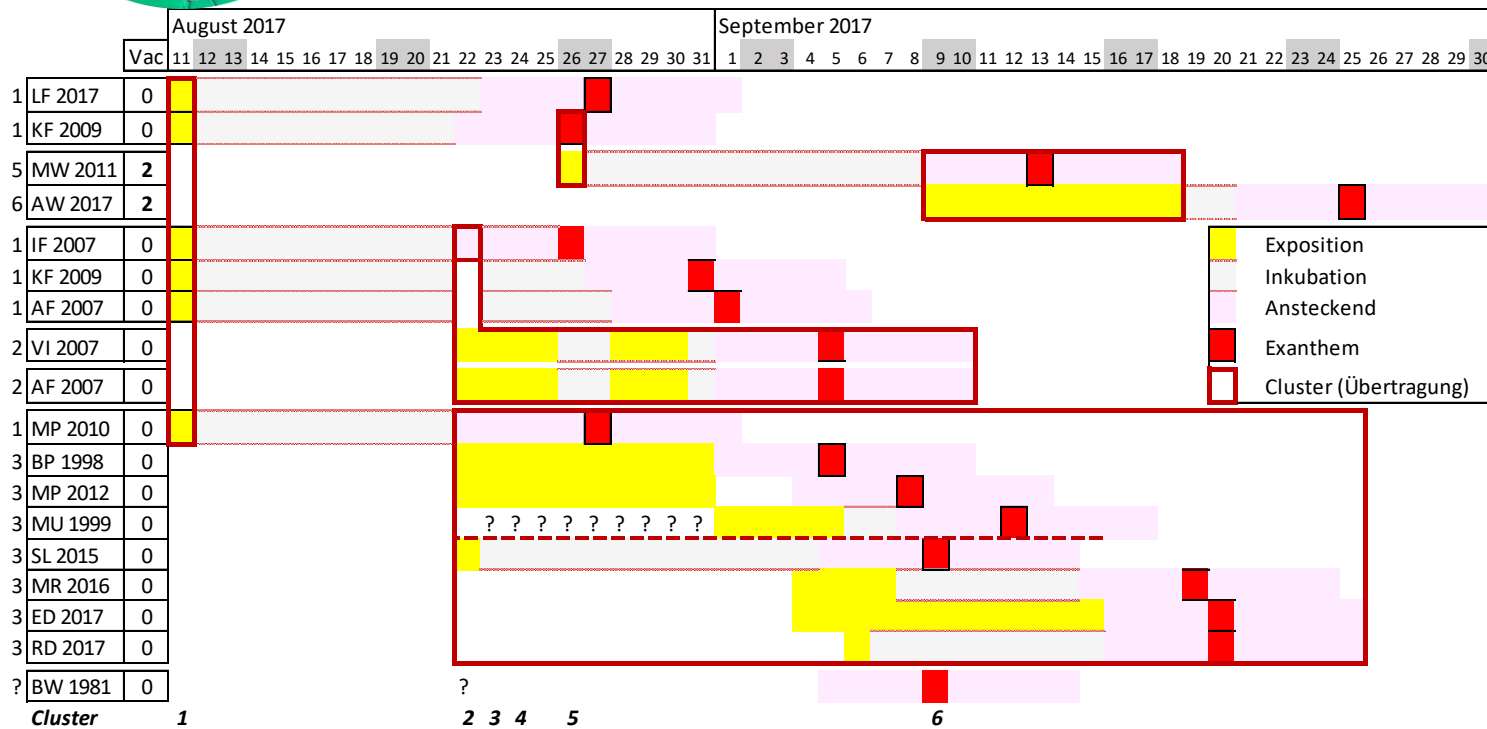 August 2017 September 2017
Vac 11 12 13 14 15 16 17 18 19 20 21 22 23 24 25 26 27 28 29 30 31 1 2 3 4 5 6 7 8 9 10 11 12 13 14 15 16 17 18 20 21 22 23 24 25 26 27 28 29 30
1 LF 2017 0
1 KF 2009 0
5 MW 2011 2
6 AW 2017 2
1 IF 2007 0
1 KF 2009 0
1 AF 2007 0
2 VI 2007 0
2 AF 2007 0
1 MP 2010 0
3 BP 1998 0
3 MP 2012 0
3 MU 1999 0 ? ? ? ? ? ? ? ? ?
3 SL 2015 0
3 MR 2016 0
3 ED 2017 0
3 RD 2017 0
? BW 1981 0 ?
Cluster 1 2 3 4 5 6
Exposition
Inkubation
Ansteckend
Exanthem
Cluster (Übertragung)